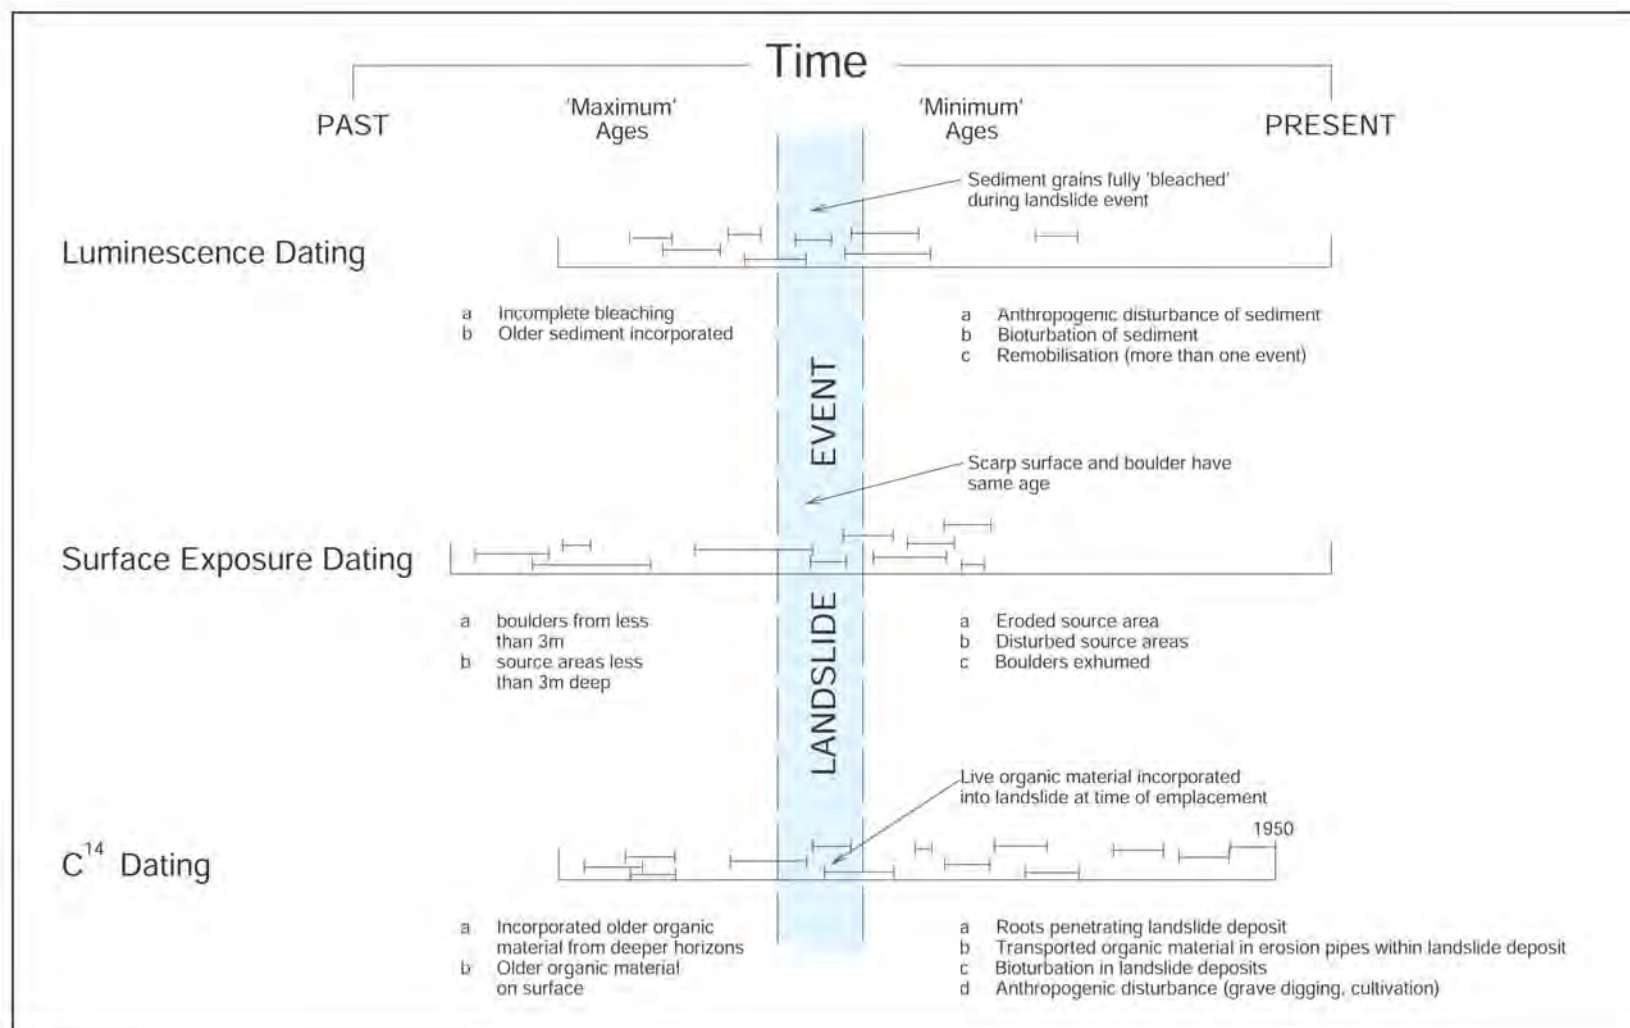 Time
PAST
'Maximum'
Ages
'Minimum'
Ages
PRESENT
Sediment grains fully 'bleached'
during landslide event
Luminescence Dating
a Incomplete bleaching
b Older sediment incorporated
a Anthropogenic disturbance of sediment
b Bioturbation of sediment
c Remobilisation (more than one event)
LANDSLIDE EVENT
Scarp surface and boulder have
same age
Surface Exposure Dating
a boulders from less
than 3m
b source areas less
than 3m deep
a Eroded source area
b Disturbed source areas
c Boulders exhumed
Live organic material incorporated
into landslide at time of emplacement
1950
C14 Dating
a Incorporated older organic
material from deeper horizons
b Older organic material
on surface
a Roots penetrating landslide deposit
b Transported organic material in erosion pipes within landslide deposit
c Bioturbation in landslide deposits
d Anthropogenic disturbance (grave digging, cultivation)